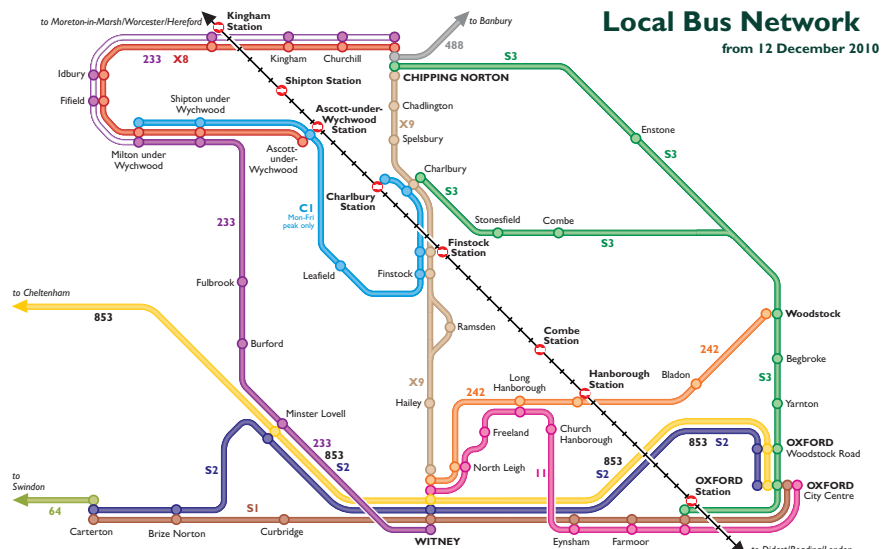 Local Bus Network
from 12 December 2010
to Moreton-in-Marsh/Worcester/Hereford
Kingham
Station
to Banbury
488
S3
233
X8
Kingham
Churchill
CHIPPING NORTON
Idbury
Fifield
Shipton Station
Shipton under
Wychwood
Ascott-under-
Wychwood
Station
Chadlington
X9
Spelsbury
Enstone
S3
Milton under
Wychwood
Ascott-
under-
Wychwood
Charlbury
S3
Charlbury
Station
C1
Mon-Fri
peak only
233
Stonesfield
Combe
S3
Finstock
Station
Leafield
Finstock
Fulbrook
to Cheltenham
853
Ramsden
Woodstock
Burford
Combe
Station
242
Begbroke
Bladon
S3
X9
Long
Hanborough
Hanborough
Station
242
Hailey
Yarnton
Minster Lovell
Freeland
Church
Hanborough
233
853
S2
853
S2
OXFORD
Woodstock Road
S2
North Leigh
11
853
S2
to
Swindon
64
OXFORD
Station
OXFORD
City Centre
S1
Carterton
Brize Norton
Curbridge
WITNEY
Eynsham
Farmoor
to Didcot/Reading/London